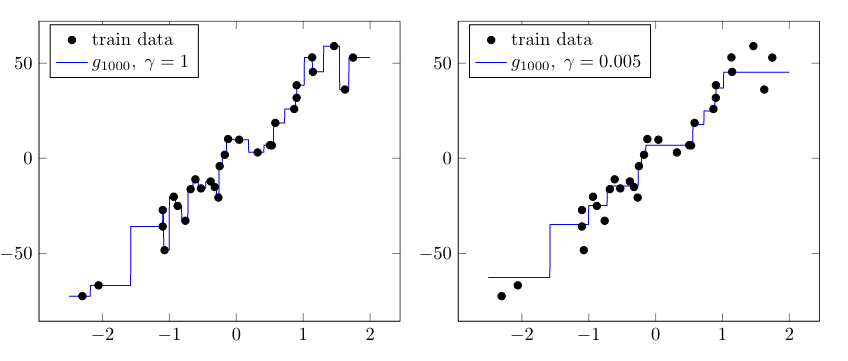 train data
g₁₀₀₀, γ = 1
50
0
−50
−2 −1 0 1 2
train data
g₁₀₀₀, γ = 0.005
50
0
−50
−2 −1 0 1 2